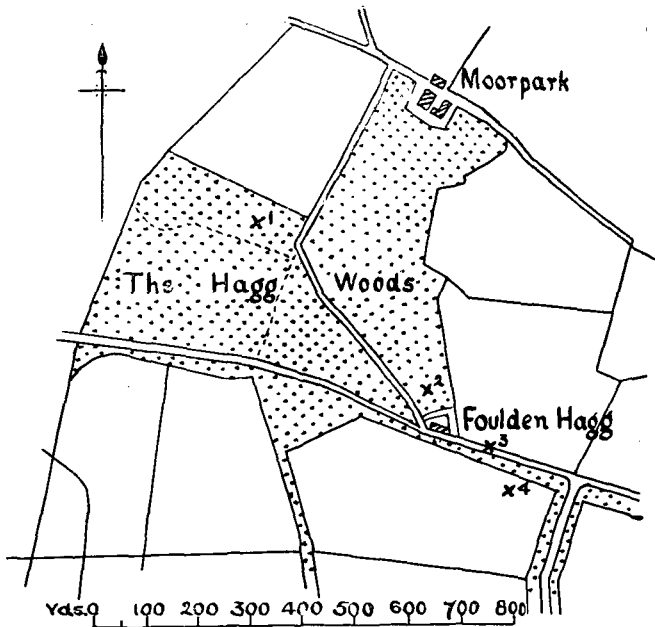 Moorpark
x1
The Hagg Woods
x2
Foulden Hagg
x3
x4
Yds.0 100 200 300 400 500 600 700 800